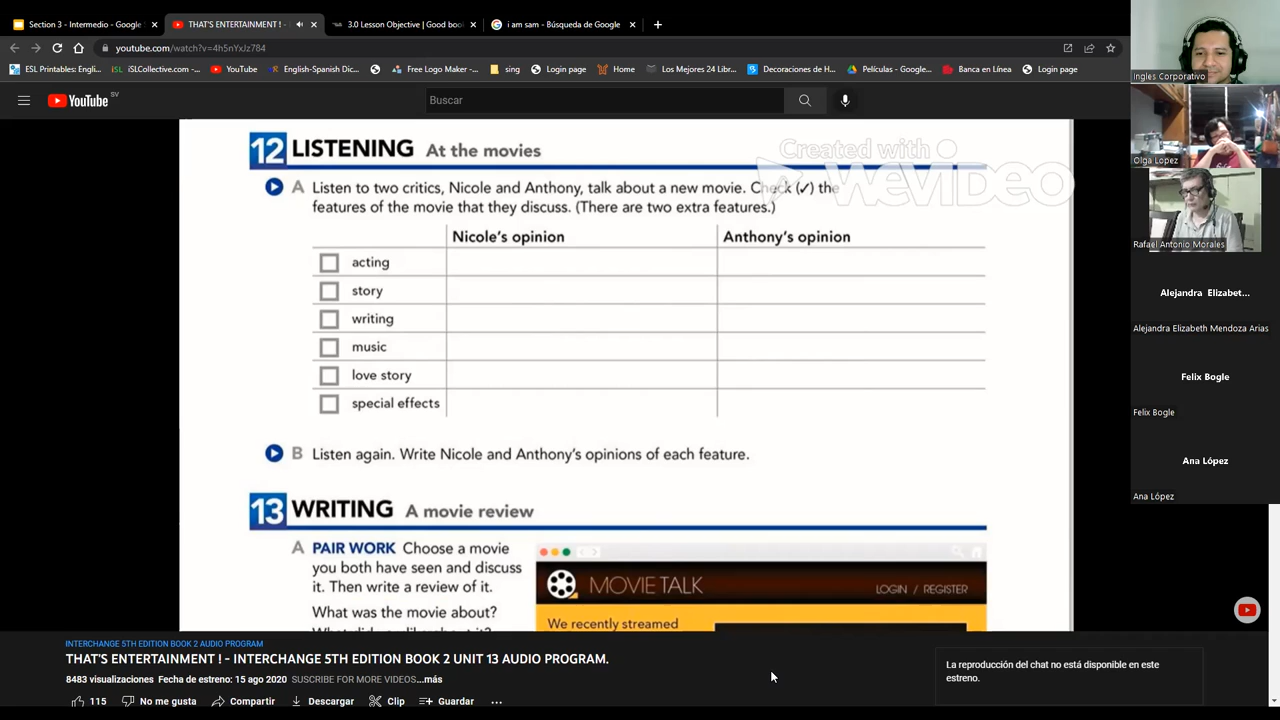 Section 3 - Intermedio - Google
THAT'S ENTERTAINMENT ! -
3.0 Lesson Objective | Good boo
i am sam - Búsqueda de Google
youtube.com/watch?v=4h5nYxJz784
ESL Printables: Engli...
iSLCollective.com -...
YouTube
English-Spanish Dic...
Free Logo Maker -...
sing
Login page
Home
Los Mejores 24 Libr...
Decoraciones de H...
Películas - Google...
Banca en Línea
Login page
YouTube SV
Buscar
Created with
WEVIDEO
12 LISTENING At the movies
A Listen to two critics, Nicole and Anthony, talk about a new movie. Check (✓) the
features of the movie that they discuss. (There are two extra features.)
Nicole's opinion Anthony's opinion
acting
story
writing
music
love story
special effects
B Listen again. Write Nicole and Anthony's opinions of each feature.
13 WRITING A movie review
A PAIR WORK Choose a movie
you both have seen and discuss
it. Then write a review of it.
What was the movie about?
MOVIE TALK
LOGIN / REGISTER
We recently streamed
INTERCHANGE 5TH EDITION BOOK 2 AUDIO PROGRAM
THAT'S ENTERTAINMENT ! - INTERCHANGE 5TH EDITION BOOK 2 UNIT 13 AUDIO PROGRAM.
8483 visualizaciones Fecha de estreno: 15 ago 2020 SUSCRIBE FOR MORE VIDEOS...más
115 No me gusta Compartir Descargar Clip Guardar
La reproducción del chat no está disponible en este
estreno.
Ingles Corporativo
Olga Lopez
Rafael Antonio Morales
Alejandra Elizabet...
Alejandra Elizabeth Mendoza Arias
Felix Bogle
Felix Bogle
Ana López
Ana López